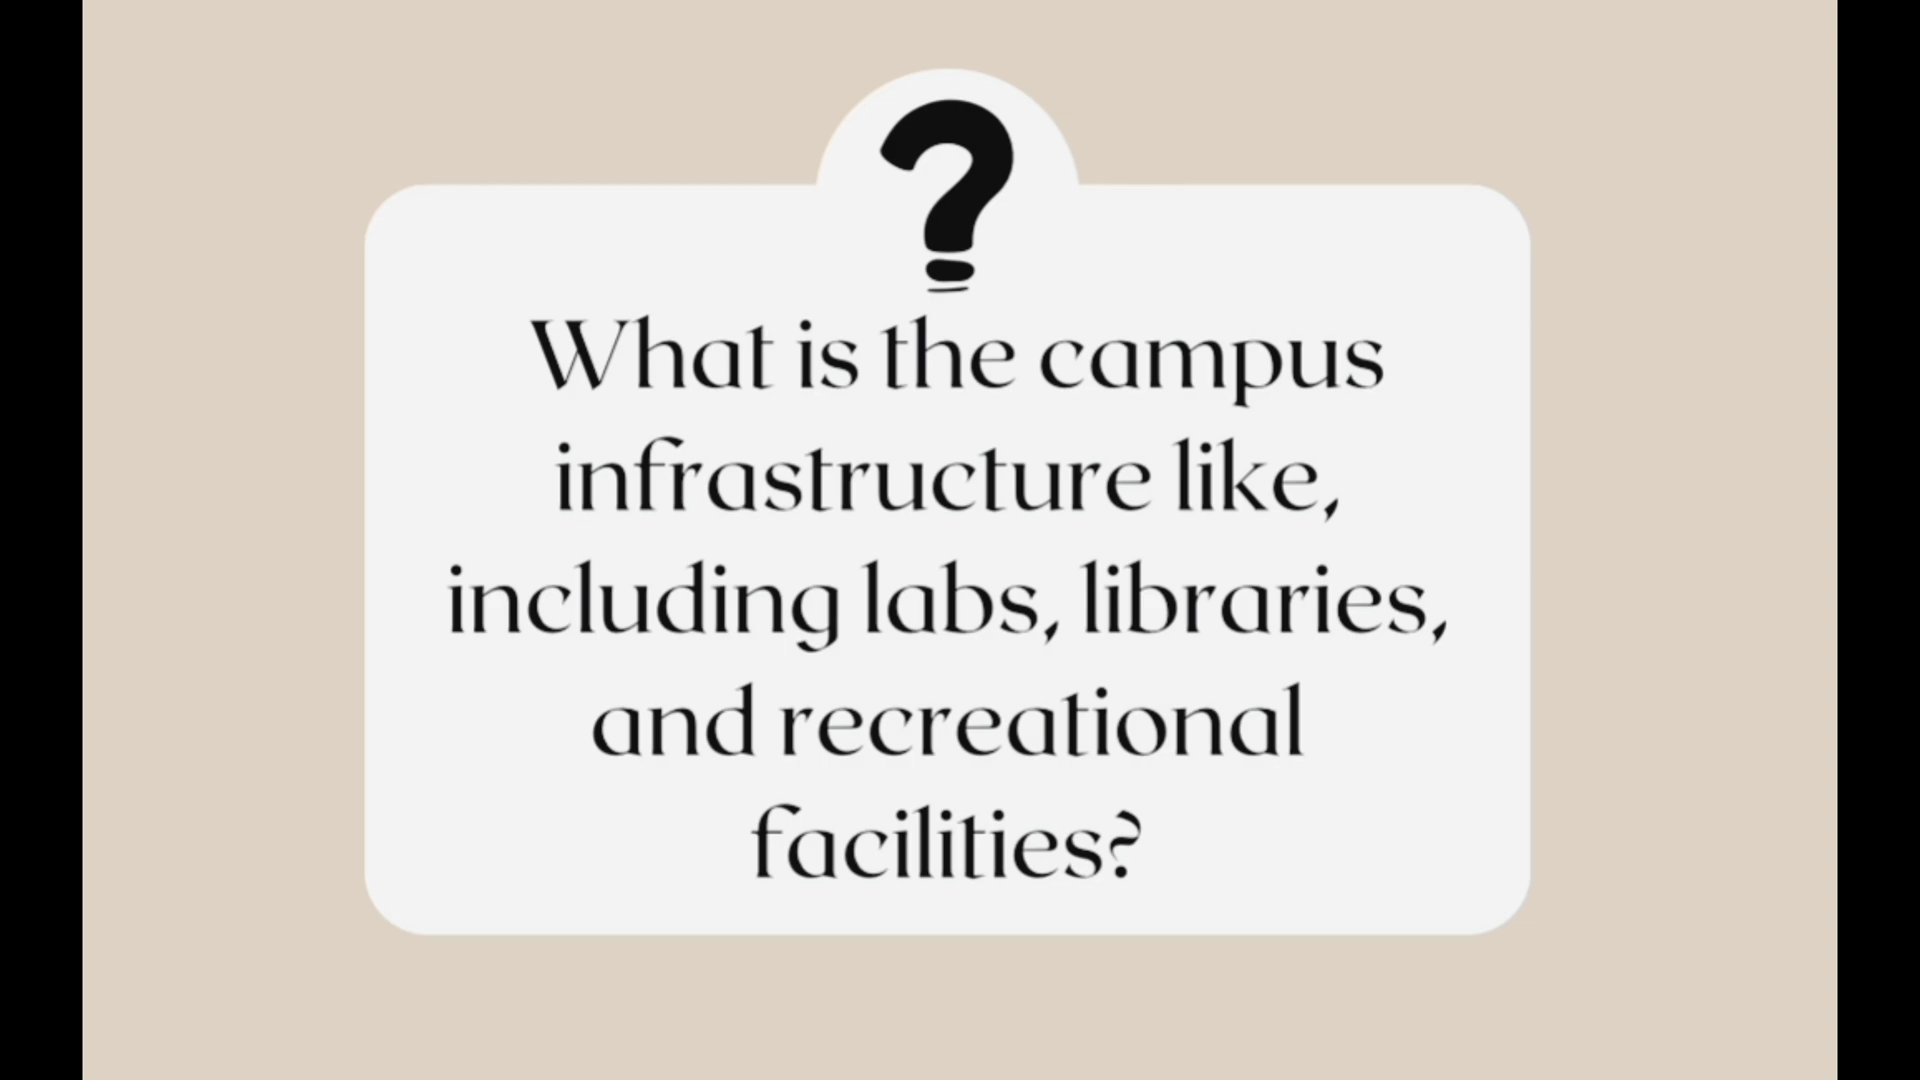 ?
What is the campus
infrastructure like,
including labs, libraries,
and recreational
facilities?